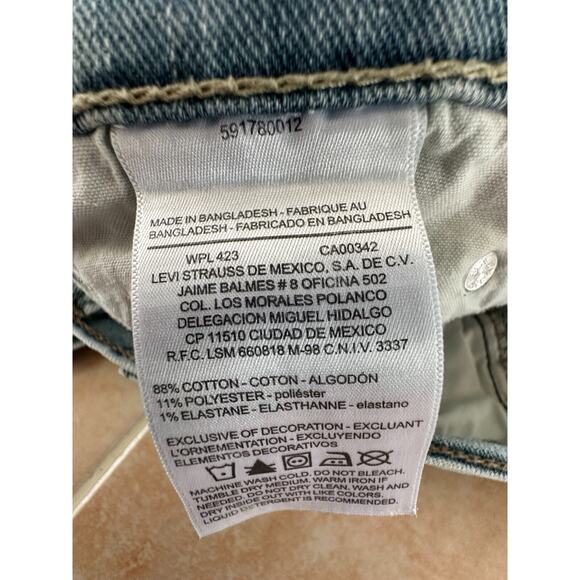 591780012
MADE IN BANGLADESH - FABRIQUE AU
BANGLADESH - FABRICADO EN BANGLADESH
WPL 423 CA00342
LEVI STRAUSS DE MEXICO, S.A. DE C.V.
JAIME BALMES # 8 OFICINA 502
COL. LOS MORALES POLANCO
DELEGACION MIGUEL HIDALGO
CP 11510 CIUDAD DE MEXICO
R.F.C. LSM 660818 M-98 C.N.I.V. 3337
88% COTTON - COTON - ALGODÓN
11% POLYESTER - poliéster
1% ELASTANE - ELASTHANNE - elastano
EXCLUSIVE OF DECORATION - EXCLUANT
L'ORNEMENTATION - EXCLUYENDO
ELEMENTOS DECORATIVOS
MACHINE WASH COLD. DO NOT BLEACH.
TUMBLE DRY MEDIUM. WARM IRON IF
DAMP. DO NOT DRY CLEAN. WASH AND
DRY INSIDE OUT WITH LIKE COLORS.
LIQUID DETERGENT IS RECOMMENDED.